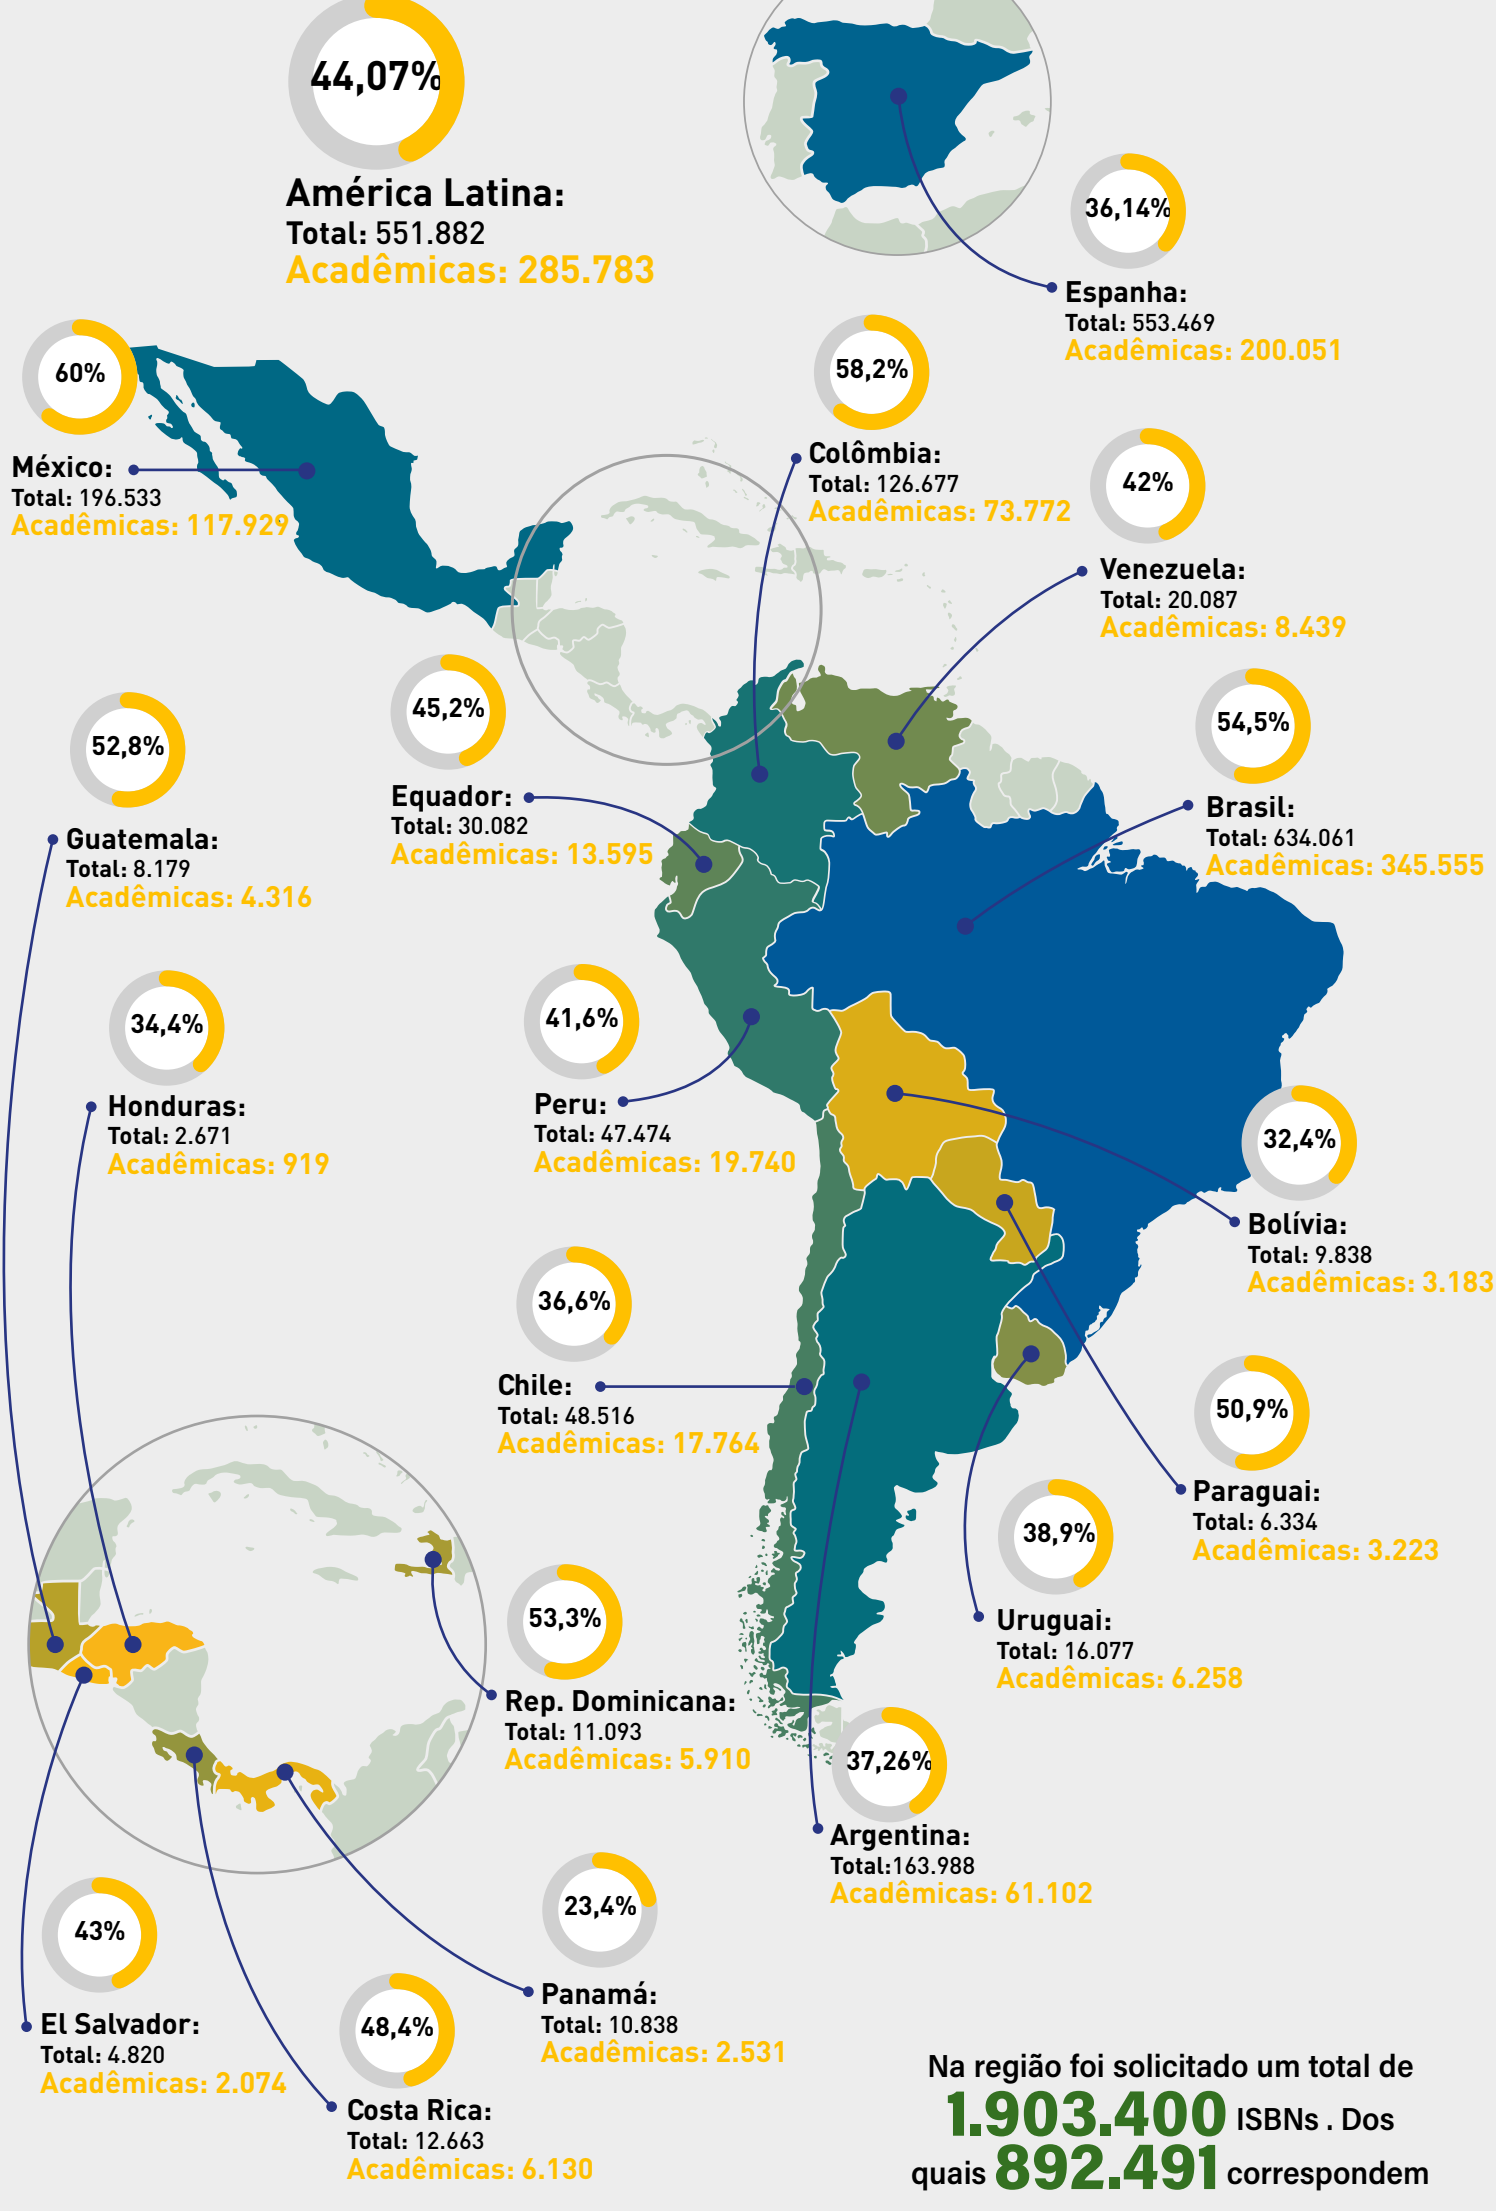 44,07%
América Latina:
Total: 551.882
Acadêmicas: 285.783
36,14%
Espanha:
Total: 553.469
Acadêmicas: 200.051
60%
México:
Total: 196.533
Acadêmicas: 117.929
58,2%
Colômbia:
Total: 126.677
Acadêmicas: 73.772
42%
Venezuela:
Total: 20.087
Acadêmicas: 8.439
45,2%
Equador:
Total: 30.082
Acadêmicas: 13.595
52,8%
Guatemala:
Total: 8.179
Acadêmicas: 4.316
54,5%
Brasil:
Total: 634.061
Acadêmicas: 345.555
34,4%
Honduras:
Total: 2.671
Acadêmicas: 919
41,6%
Peru:
Total: 47.474
Acadêmicas: 19.740
32,4%
Bolívia:
Total: 9.838
Acadêmicas: 3.183
36,6%
Chile:
Total: 48.516
Acadêmicas: 17.764
50,9%
Paraguai:
Total: 6.334
Acadêmicas: 3.223
38,9%
Uruguai:
Total: 16.077
Acadêmicas: 6.258
53,3%
Rep. Dominicana:
Total: 11.093
Acadêmicas: 5.910
37,26%
Argentina:
Total:163.988
Acadêmicas: 61.102
23,4%
Panamá:
Total: 10.838
Acadêmicas: 2.531
43%
El Salvador:
Total: 4.820
Acadêmicas: 2.074
48,4%
Costa Rica:
Total: 12.663
Acadêmicas: 6.130
Na região foi solicitado um total de
1.903.400 ISBNs . Dos
quais 892.491 correspondem